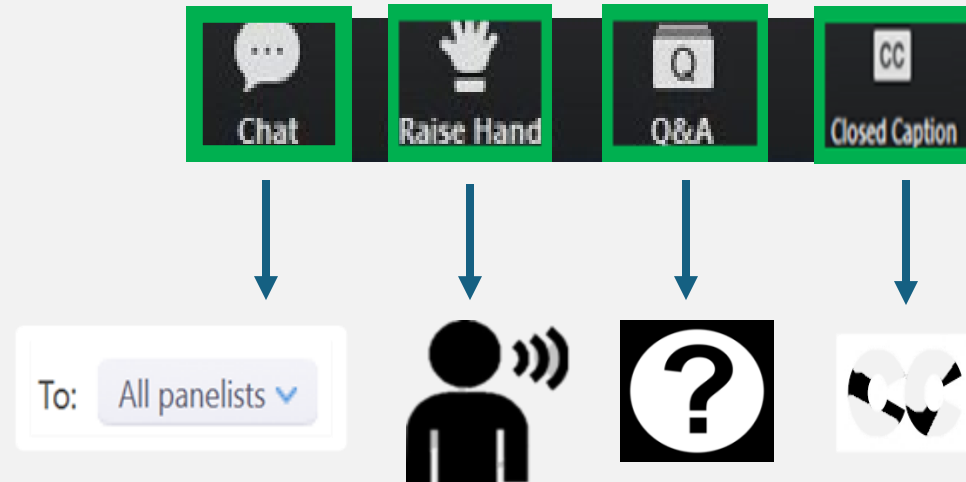 CC
Q
Chat
Raise Hand
Q&A
Closed Caption
To: All panelists
?